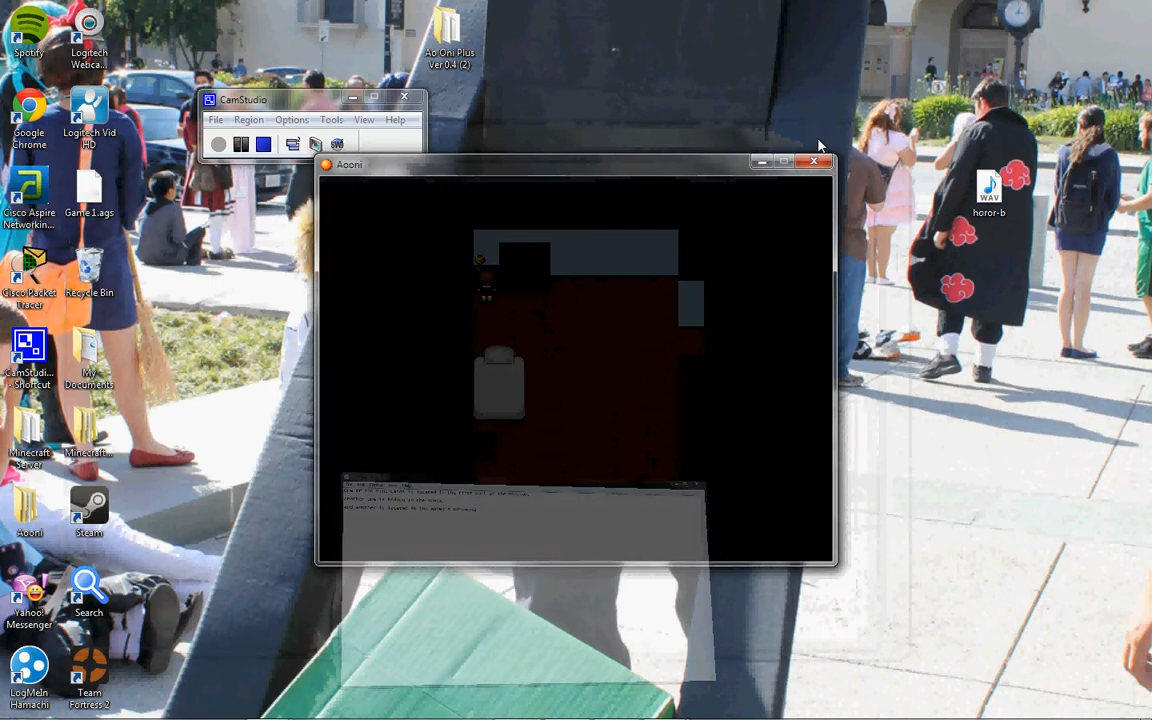 Spotify
Logitech
Webca...
Ao Oni Plus
Ver 0.4 (2)
CamStudio
File Region Options Tools View Help
Google
Chrome
Logitech Vid
HD
Aooni
WAV
horor-b
Cisco Aspire
Networkin...
Game1.ags
Cisco Packet
Tracer
Recycle Bin
CamStudi...
- Shortcut
My
Documents
Minecraft
Server
Minecraft...
Aooni
Steam
Yahoo!
Messenger
Search
LogMeIn
Hamachi
Team
Fortress 2